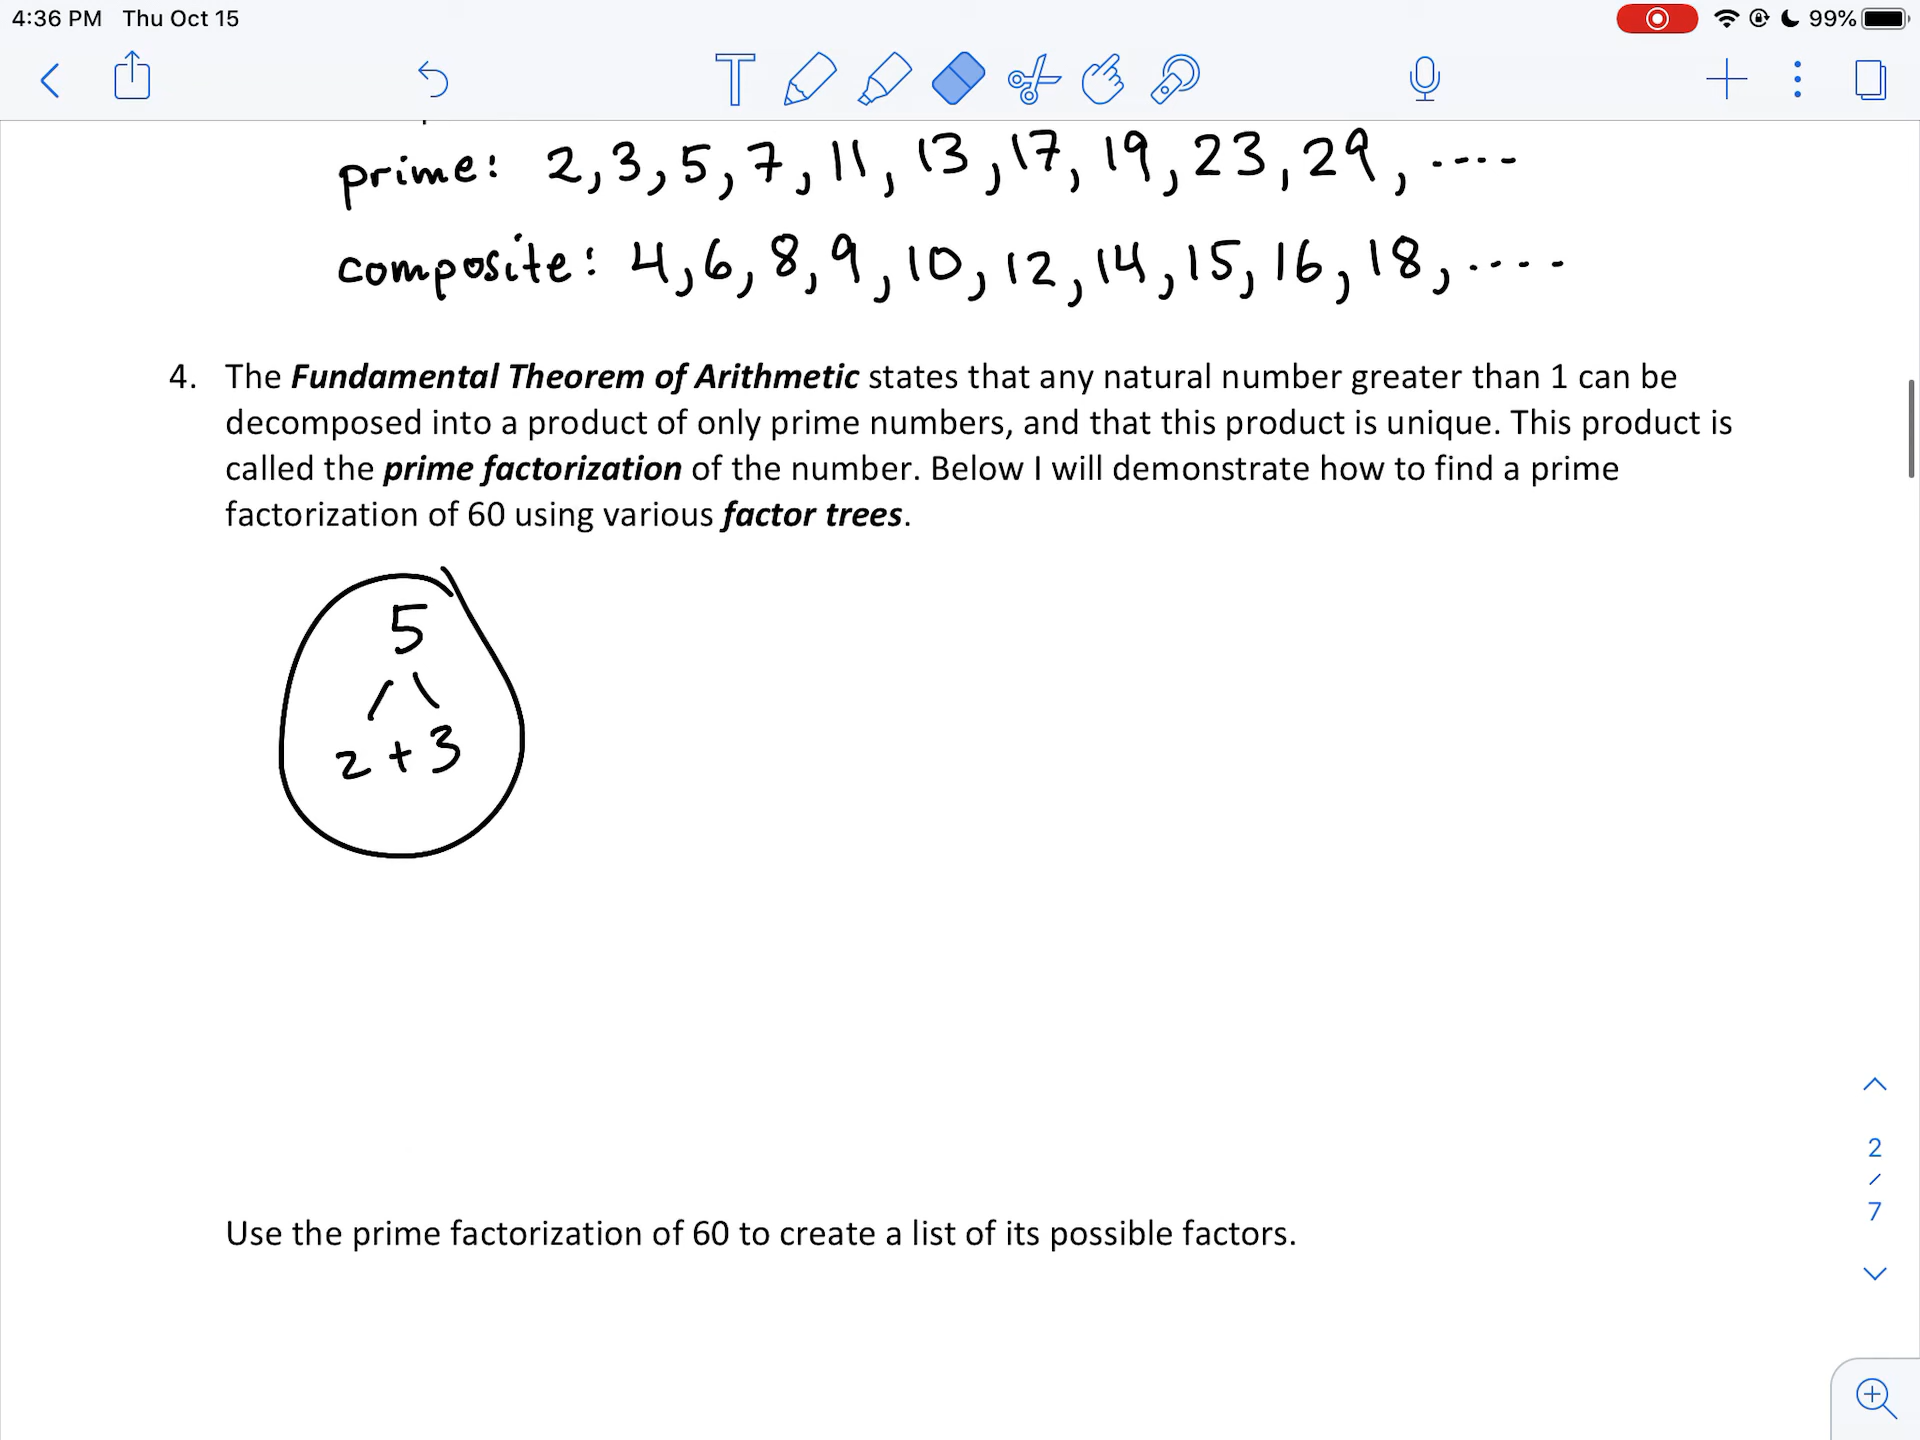 4:36 PM Thu Oct 15 99%
prime: 2, 3, 5, 7, 11, 13, 17, 19, 23, 29, ....
composite: 4, 6, 8, 9, 10, 12, 14, 15, 16, 18, ....
4. The Fundamental Theorem of Arithmetic states that any natural number greater than 1 can be
decomposed into a product of only prime numbers, and that this product is unique. This product is
called the prime factorization of the number. Below I will demonstrate how to find a prime
factorization of 60 using various factor trees.
5
2 + 3
2
/
7
Use the prime factorization of 60 to create a list of its possible factors.